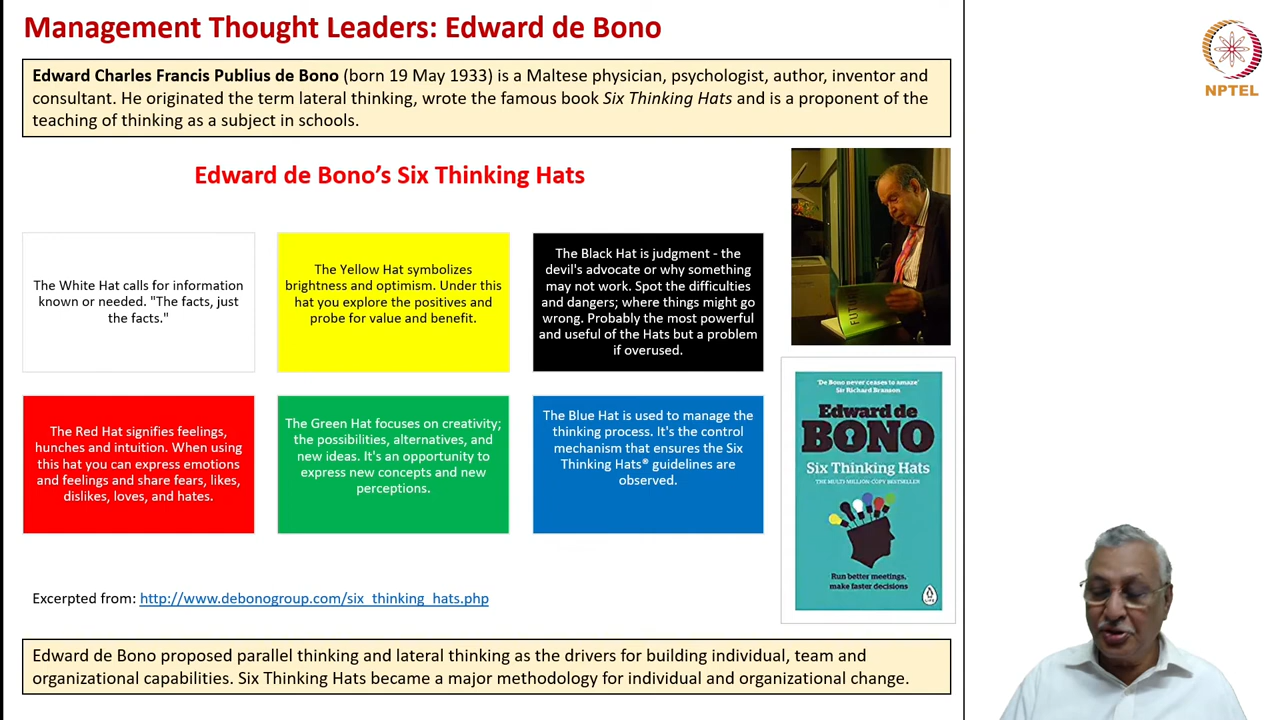 Management Thought Leaders: Edward de Bono
NPTEL
Edward Charles Francis Publius de Bono (born 19 May 1933) is a Maltese physician, psychologist, author, inventor and
consultant. He originated the term lateral thinking, wrote the famous book Six Thinking Hats and is a proponent of the
teaching of thinking as a subject in schools.
Edward de Bono's Six Thinking Hats
The White Hat calls for information
known or needed. "The facts, just
the facts."
The Yellow Hat symbolizes
brightness and optimism. Under this
hat you explore the positives and
probe for value and benefit.
The Black Hat is judgment - the
devil's advocate or why something
may not work. Spot the difficulties
and dangers; where things might go
wrong. Probably the most powerful
and useful of the Hats but a problem
if overused.
The Red Hat signifies feelings,
hunches and intuition. When using
this hat you can express emotions
and feelings and share fears, likes,
dislikes, loves, and hates.
The Green Hat focuses on creativity;
the possibilities, alternatives, and
new ideas. It's an opportunity to
express new concepts and new
perceptions.
The Blue Hat is used to manage the
thinking process. It's the control
mechanism that ensures the Six
Thinking Hats® guidelines are
observed.
'De Bono never ceases to amaze'
Sir Richard Branson
Edward de
BONO
Six Thinking Hats
THE MULTI-MILLION-COPY BESTSELLER
Run better meetings,
make faster decisions
Excerpted from: http://www.debonogroup.com/six_thinking_hats.php
Edward de Bono proposed parallel thinking and lateral thinking as the drivers for building individual, team and
organizational capabilities. Six Thinking Hats became a major methodology for individual and organizational change.